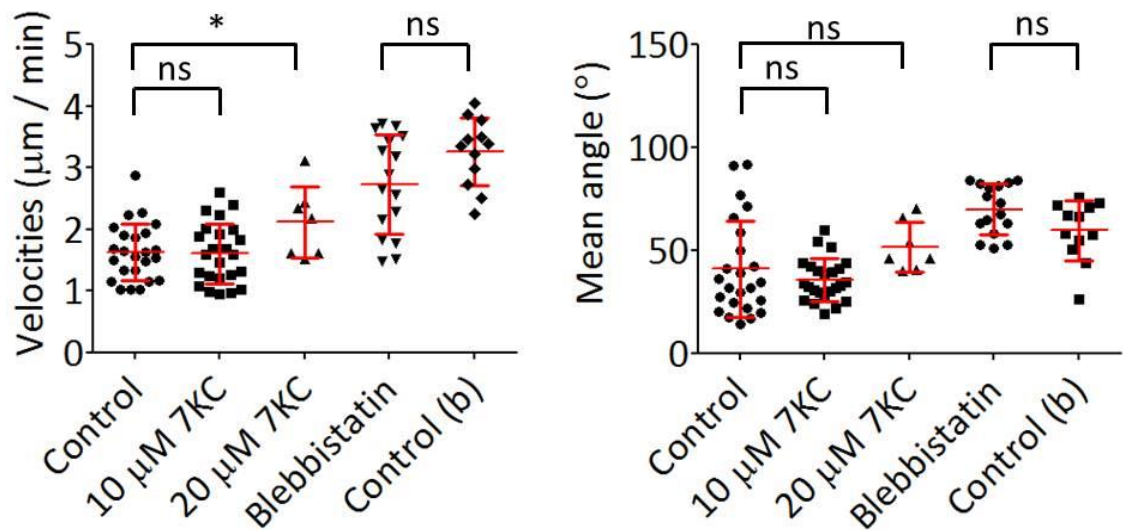 Velocities (μm / min)
5
4
3
2
1
0
*
ns
ns
Control
10 μM 7KC
20 μM 7KC
Blebbistatin
Control (b)
Mean angle (°)
150
100
50
0
ns
ns
ns
Control
10 μM 7KC
20 μM 7KC
Blebbistatin
Control (b)